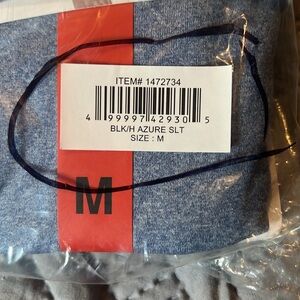 ITEM# 1472734
4 99997 42930 5
BLK/H AZURE SLT
SIZE : M
M